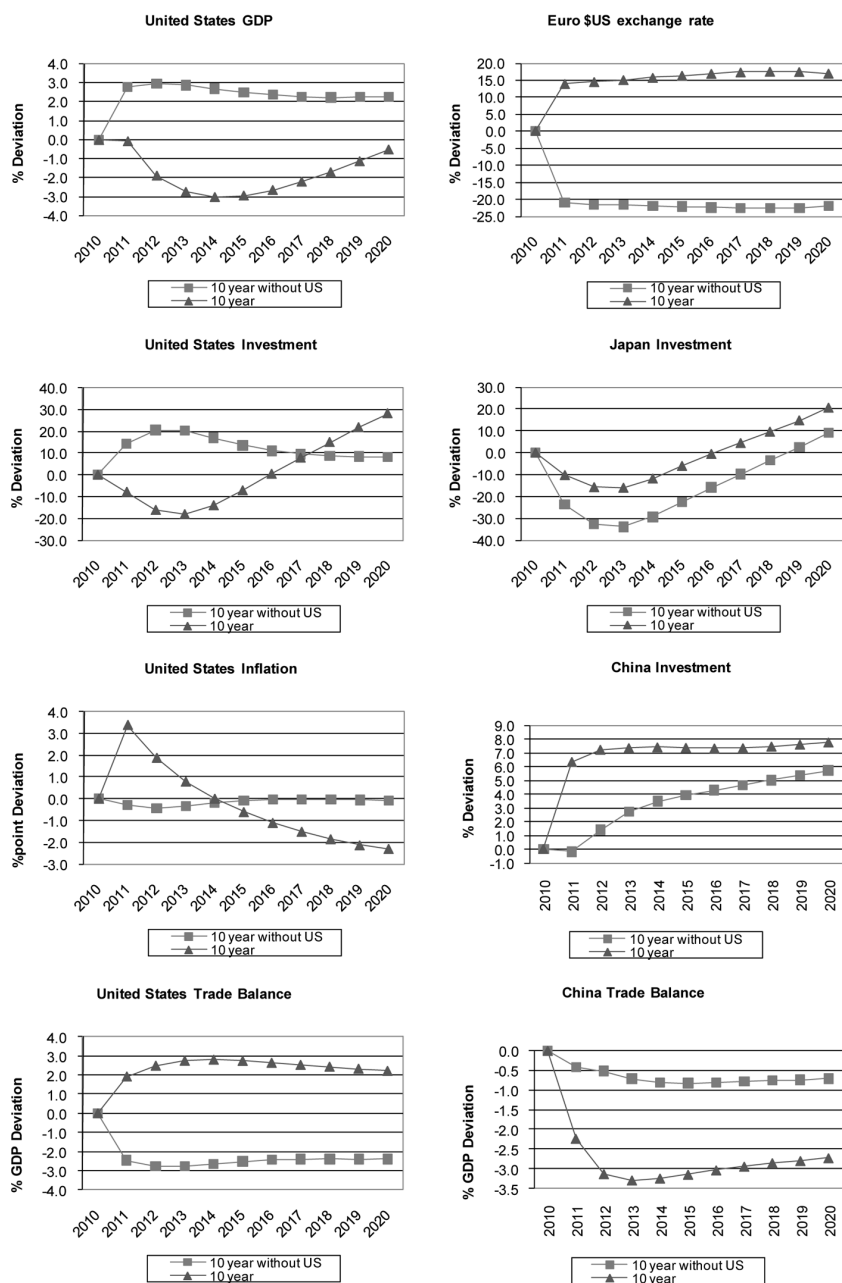 United States GDP
% Deviation
4.0
3.0
2.0
1.0
0.0
-1.0
-2.0
-3.0
-4.0
2010 2011 2012 2013 2014 2015 2016 2017 2018 2019 2020
10 year without US
10 year
Euro $US exchange rate
% Deviation
20.0
15.0
10.0
5.0
0.0
-5.0
-10.0
-15.0
-20.0
-25.0
2010 2011 2012 2013 2014 2015 2016 2017 2018 2019 2020
10 year without US
10 year
United States Investment
% Deviation
40.0
30.0
20.0
10.0
0.0
-10.0
-20.0
-30.0
2010 2011 2012 2013 2014 2015 2016 2017 2018 2019 2020
10 year without US
10 year
Japan Investment
% Deviation
30.0
20.0
10.0
0.0
-10.0
-20.0
-30.0
-40.0
2010 2011 2012 2013 2014 2015 2016 2017 2018 2019 2020
10 year without US
10 year
United States Inflation
%point Deviation
4.0
3.0
2.0
1.0
0.0
-1.0
-2.0
-3.0
2010 2011 2012 2013 2014 2015 2016 2017 2018 2019 2020
10 year without US
10 year
China Investment
% Deviation
9.0
8.0
7.0
6.0
5.0
4.0
3.0
2.0
1.0
0.0
-1.0
2010 2011 2012 2013 2014 2015 2016 2017 2018 2019 2020
10 year without US
10 year
United States Trade Balance
% GDP Deviation
4.0
3.0
2.0
1.0
0.0
-1.0
-2.0
-3.0
-4.0
2010 2011 2012 2013 2014 2015 2016 2017 2018 2019 2020
10 year without US
10 year
China Trade Balance
% GDP Deviation
0.0
-0.5
-1.0
-1.5
-2.0
-2.5
-3.0
-3.5
2010 2011 2012 2013 2014 2015 2016 2017 2018 2019 2020
10 year without US
10 year